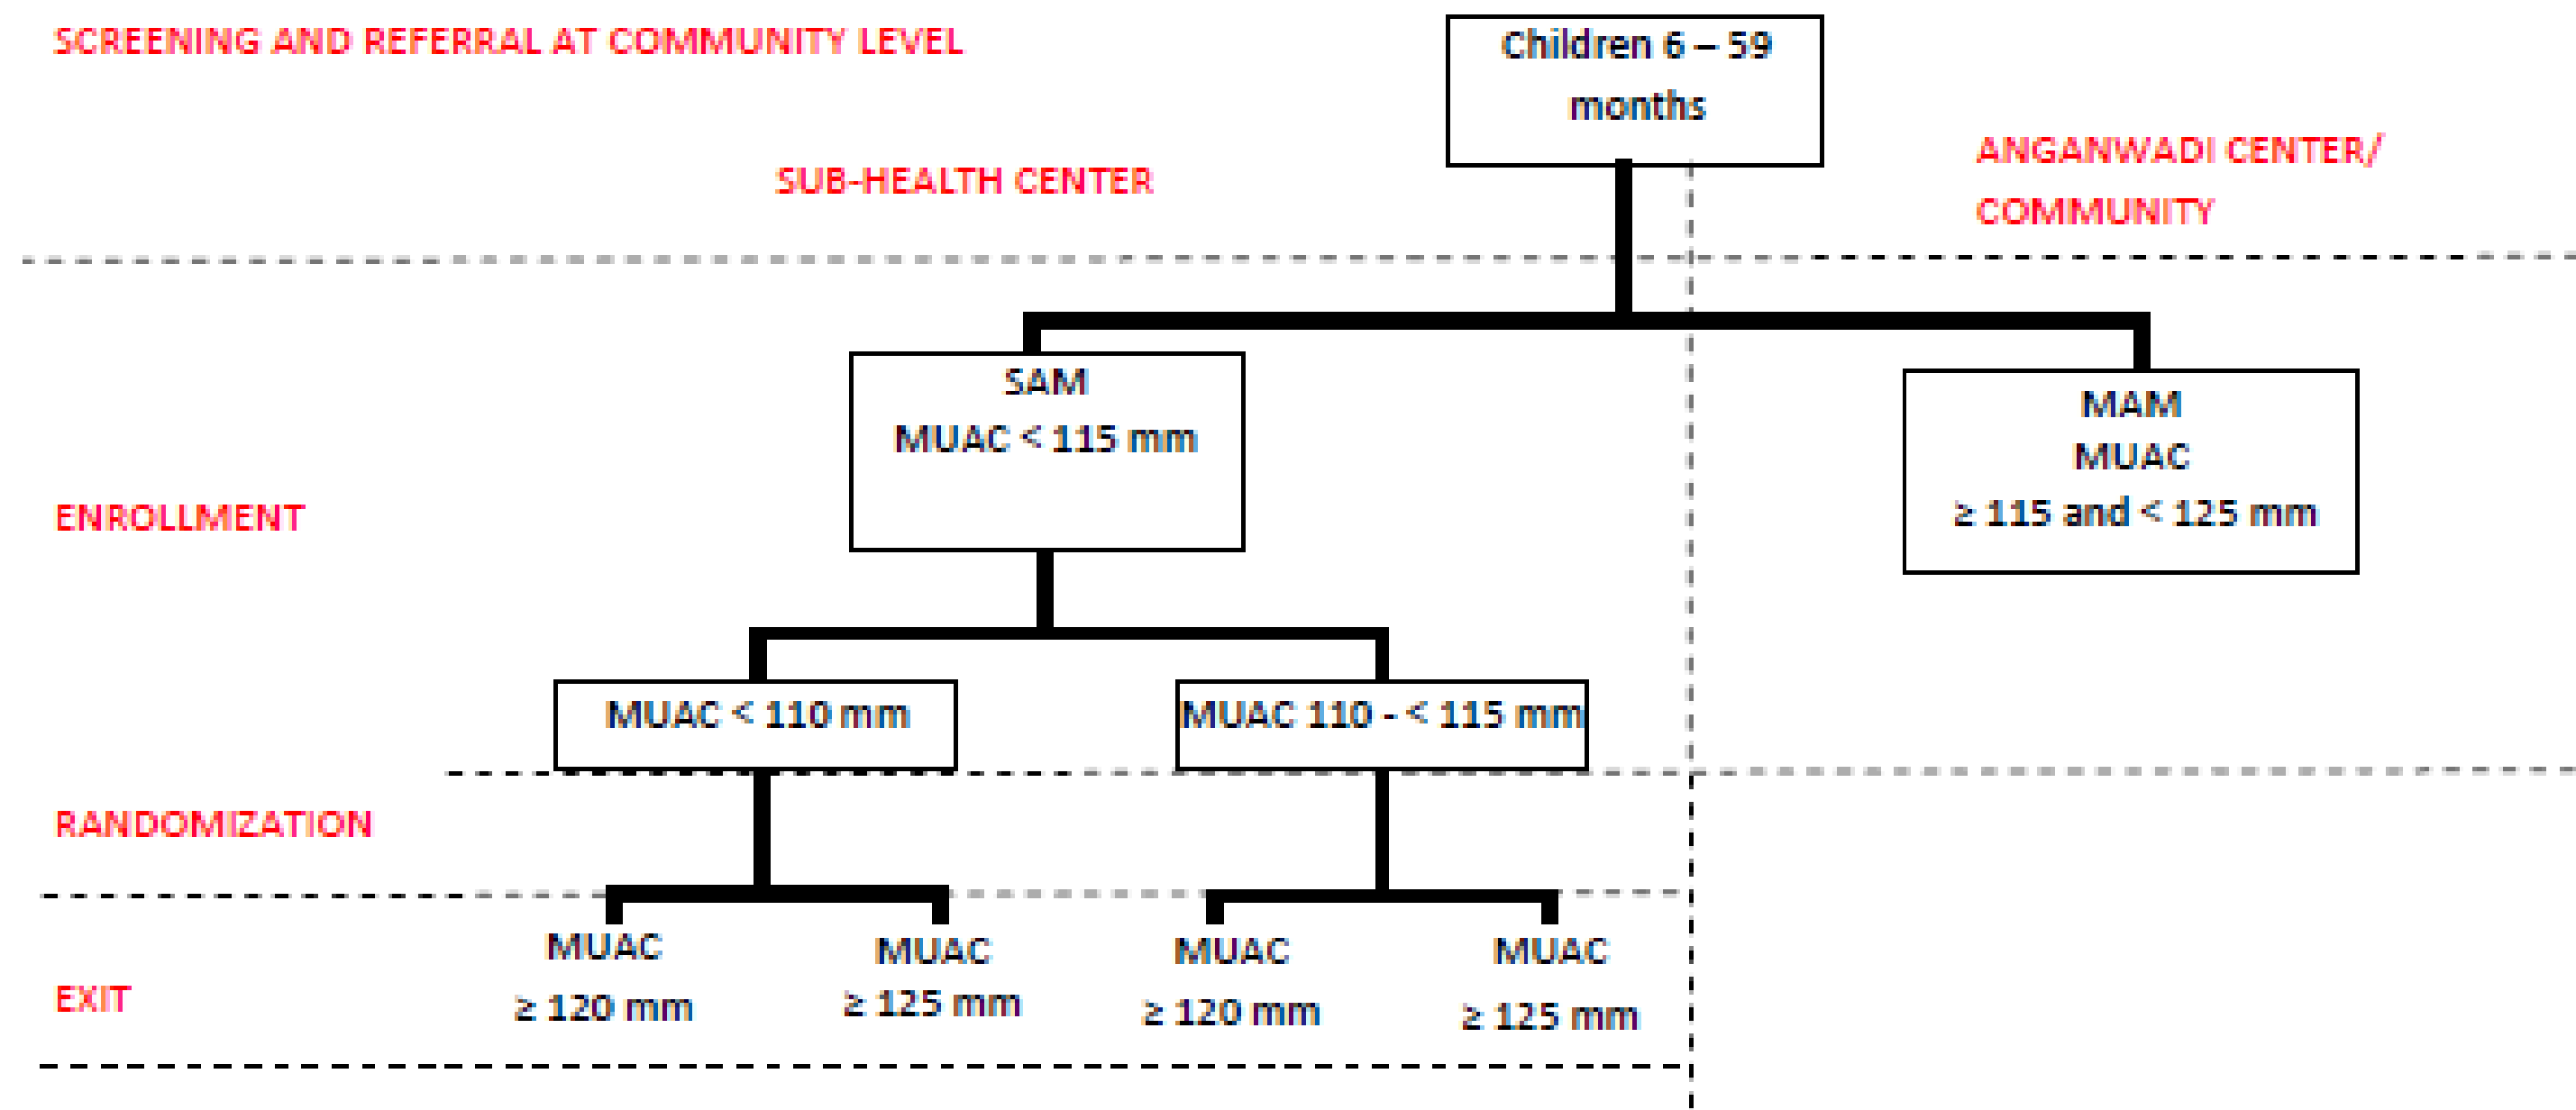 SCREENING AND REFERRAL AT COMMUNITY LEVEL
Children 6 – 59
months
SUB-HEALTH CENTER
ANGANWADI CENTER/
COMMUNITY
SAM
MUAC < 115 mm
MAM
MUAC
≥ 115 and < 125 mm
ENROLLMENT
MUAC < 110 mm
MUAC 110 - < 115 mm
RANDOMIZATION
MUAC
≥ 120 mm
MUAC
≥ 125 mm
MUAC
≥ 120 mm
MUAC
≥ 125 mm
EXIT